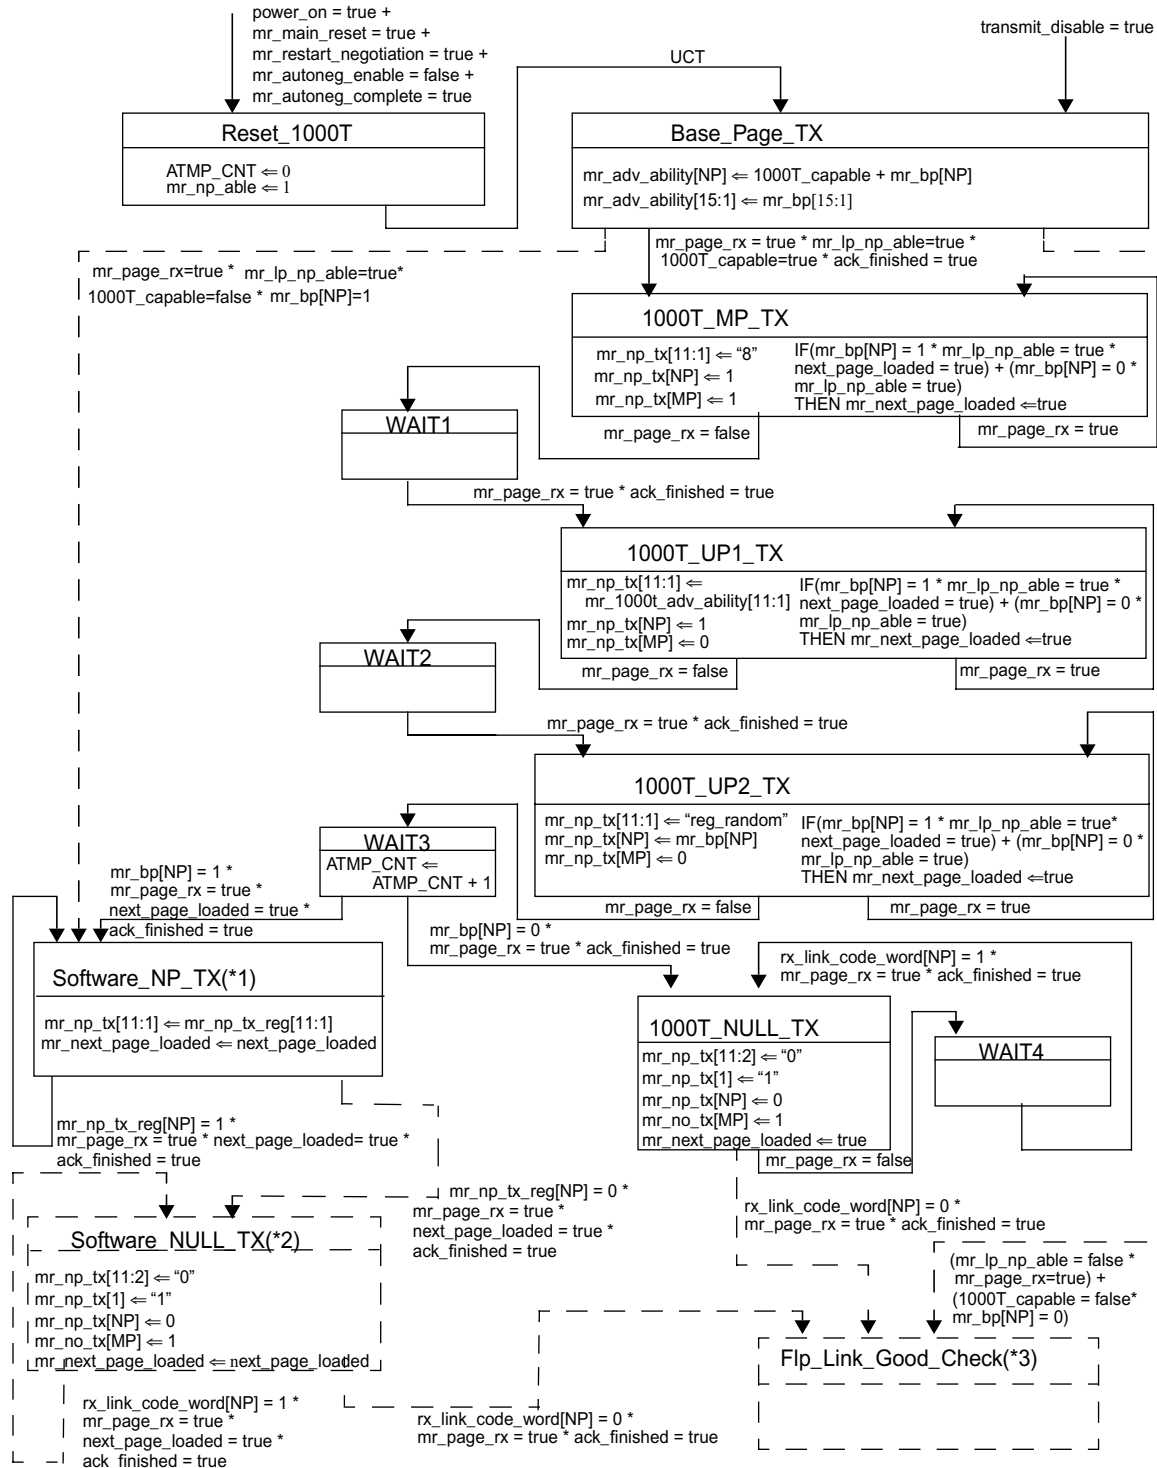 power_on = true +
mr_main_reset = true +
mr_restart_negotiation = true +
mr_autoneg_enable = false +
mr_autoneg_complete = true
transmit_disable = true
UCT
Reset_1000T
ATMP_CNT ⇐ 0
mr_np_able ⇐ 1
Base_Page_TX
mr_adv_ability[NP] ⇐ 1000T_capable + mr_bp[NP]
mr_adv_ability[15:1] ⇐ mr_bp[15:1]
mr_page_rx = true * mr_lp_np_able=true *
1000T_capable=true * ack_finished = true
mr_page_rx=true * mr_lp_np_able=true*
1000T_capable=false * mr_bp[NP]=1
1000T_MP_TX
mr_np_tx[11:1] ⇐ “8”
mr_np_tx[NP] ⇐ 1
mr_np_tx[MP] ⇐ 1
IF(mr_bp[NP] = 1 * mr_lp_np_able = true *
next_page_loaded = true) + (mr_bp[NP] = 0 *
mr_lp_np_able = true)
THEN mr_next_page_loaded ⇐true
mr_page_rx = false
mr_page_rx = true
WAIT1
mr_page_rx = true * ack_finished = true
1000T_UP1_TX
mr_np_tx[11:1] ⇐
mr_1000t_adv_ability[11:1]
mr_np_tx[NP] ⇐ 1
mr_np_tx[MP] ⇐ 0
IF(mr_bp[NP] = 1 * mr_lp_np_able = true *
next_page_loaded = true) + (mr_bp[NP] = 0 *
mr_lp_np_able = true)
THEN mr_next_page_loaded ⇐true
mr_page_rx = false
mr_page_rx = true
WAIT2
mr_page_rx = true * ack_finished = true
1000T_UP2_TX
mr_np_tx[11:1] ⇐ “reg_random”
mr_np_tx[NP] ⇐ mr_bp[NP]
mr_np_tx[MP] ⇐ 0
IF(mr_bp[NP] = 1 * mr_lp_np_able = true*
next_page_loaded = true) + (mr_bp[NP] = 0 *
mr_lp_np_able = true)
THEN mr_next_page_loaded ⇐true
mr_page_rx = false
mr_page_rx = true
WAIT3
ATMP_CNT ⇐
ATMP_CNT + 1
mr_bp[NP] = 1 *
mr_page_rx = true *
next_page_loaded = true *
ack_finished = true
mr_bp[NP] = 0 *
mr_page_rx = true * ack_finished = true
rx_link_code_word[NP] = 1 *
mr_page_rx = true * ack_finished = true
Software_NP_TX(*1)
mr_np_tx[11:1] ⇐ mr_np_tx_reg[11:1]
mr_next_page_loaded ⇐ next_page_loaded
1000T_NULL_TX
mr_np_tx[11:2] ⇐ “0”
mr_np_tx[1] ⇐ “1”
mr_np_tx[NP] ⇐ 0
mr_no_tx[MP] ⇐ 1
mr_next_page_loaded ⇐ true
WAIT4
mr_page_rx = false
mr_np_tx_reg[NP] = 1 *
mr_page_rx = true * next_page_loaded= true *
ack_finished = true
mr_np_tx_reg[NP] = 0 *
mr_page_rx = true *
next_page_loaded = true *
ack_finished = true
rx_link_code_word[NP] = 0 *
mr_page_rx = true * ack_finished = true
Software_NULL_TX(*2)
mr_np_tx[11:2] ⇐ “0”
mr_np_tx[1] ⇐ “1”
mr_np_tx[NP] ⇐ 0
mr_no_tx[MP] ⇐ 1
mr_next_page_loaded ⇐ next_page_loaded
(mr_lp_np_able = false *
mr_page_rx=true) +
(1000T_capable = false*
mr_bp[NP] = 0)
Flp_Link_Good_Check(*3)
rx_link_code_word[NP] = 1 *
mr_page_rx = true *
next_page_loaded = true *
ack_finished = true
rx_link_code_word[NP] = 0 *
mr_page_rx = true * ack_finished = true